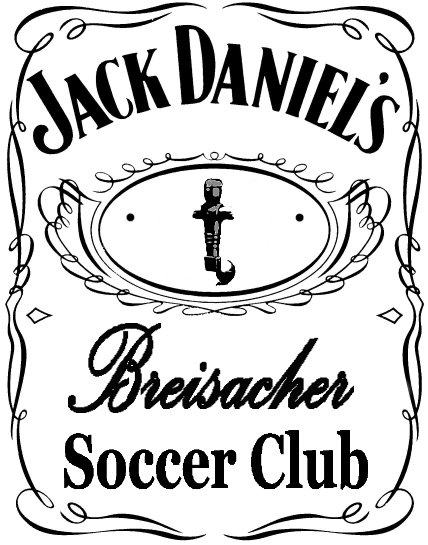 JACK DANIEL'S
Breisacher
Soccer Club